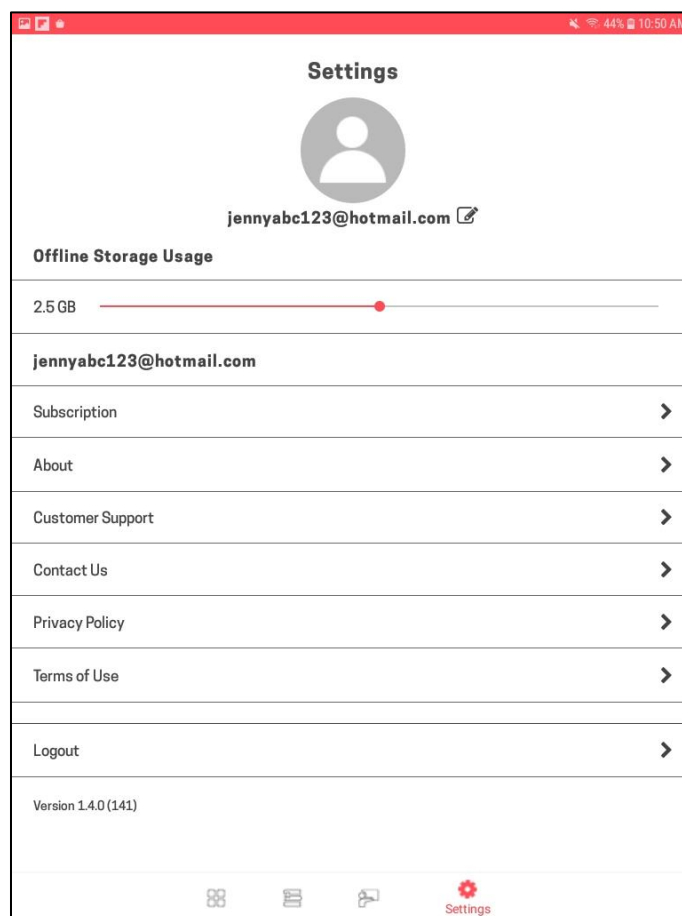 44% 10:50 AM
Settings
jennyabc123@hotmail.com
Offline Storage Usage
2.5 GB
jennyabc123@hotmail.com
Subscription
About
Customer Support
Contact Us
Privacy Policy
Terms of Use
Logout
Version 1.4.0 (141)
Settings